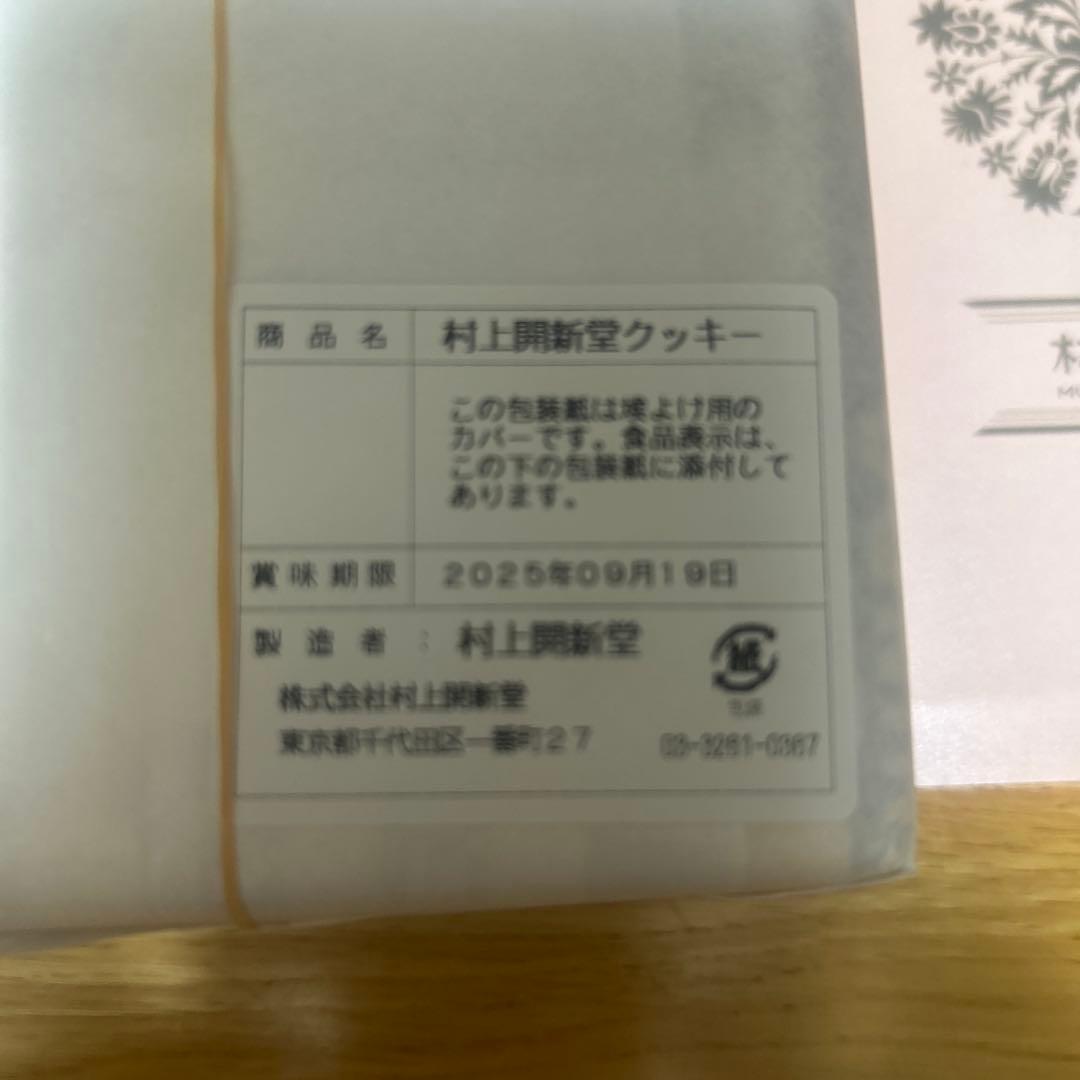 商品名 村上開新堂クッキー
この包装紙は埃よけ用の
カバーです。食品表示は、
この下の包装紙に添付して
あります。
賞味期限 2025年09月19日
製造者 : 村上開新堂
紙
株式会社村上開新堂
東京都千代田区一番町27 03-3261-0367
村
MU